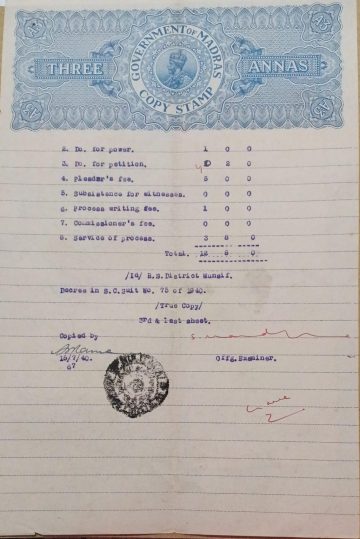 GOVERNMENT OF MADRAS
THREE ANNAS
COPY STAMP
2. Do. for power. 1 0 0
3. Do. for petition. 0 2 0
4. Pleader's fee. 5 0 0
5. Subsistence for witnesses. 0 0 0
6. Process writing fee. 1 0 0
7. Commissioner's fee. 0 0 0
8. Service of process. 3 8 0
Total. 12 0
/Id/ R.S.District Munsif.
Decree in S.C.Suit No. 75 of 1940.
/True Copy/
3rd & last sheet.
Copied by
Offg.Examiner.